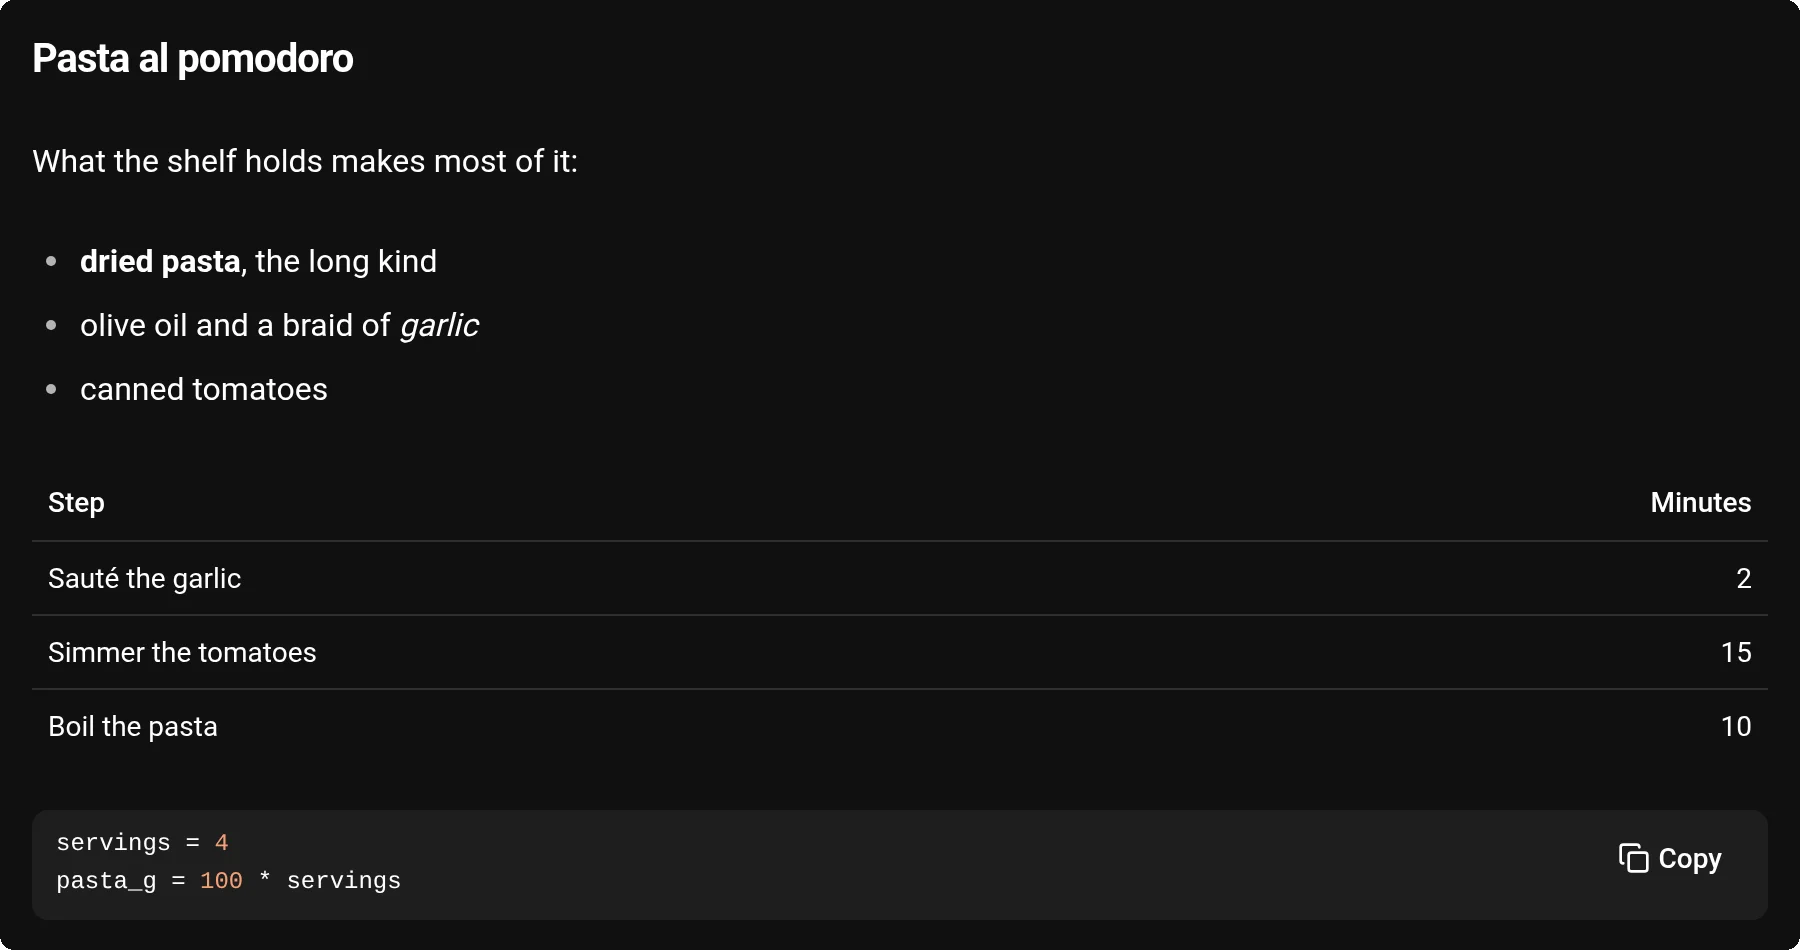 Pasta al pomodoro
What the shelf holds makes most of it:
dried pasta, the long kind
olive oil and a braid of garlic
canned tomatoes
Step Minutes
Sauté the garlic 2
Simmer the tomatoes 15
Boil the pasta 10
servings = 4
Copy
pasta_g = 100 * servings